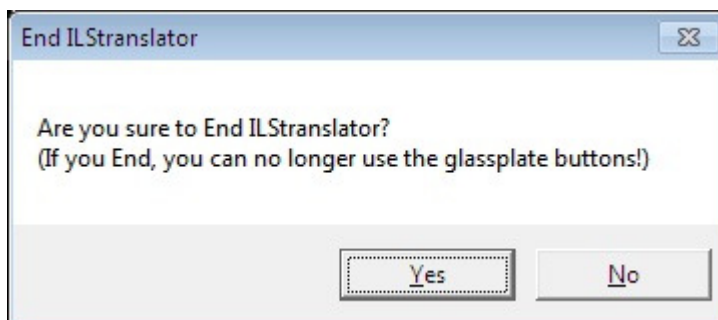 End ILStranslator
Are you sure to End ILStranslator?
(If you End, you can no longer use the glassplate buttons!)
Yes
No